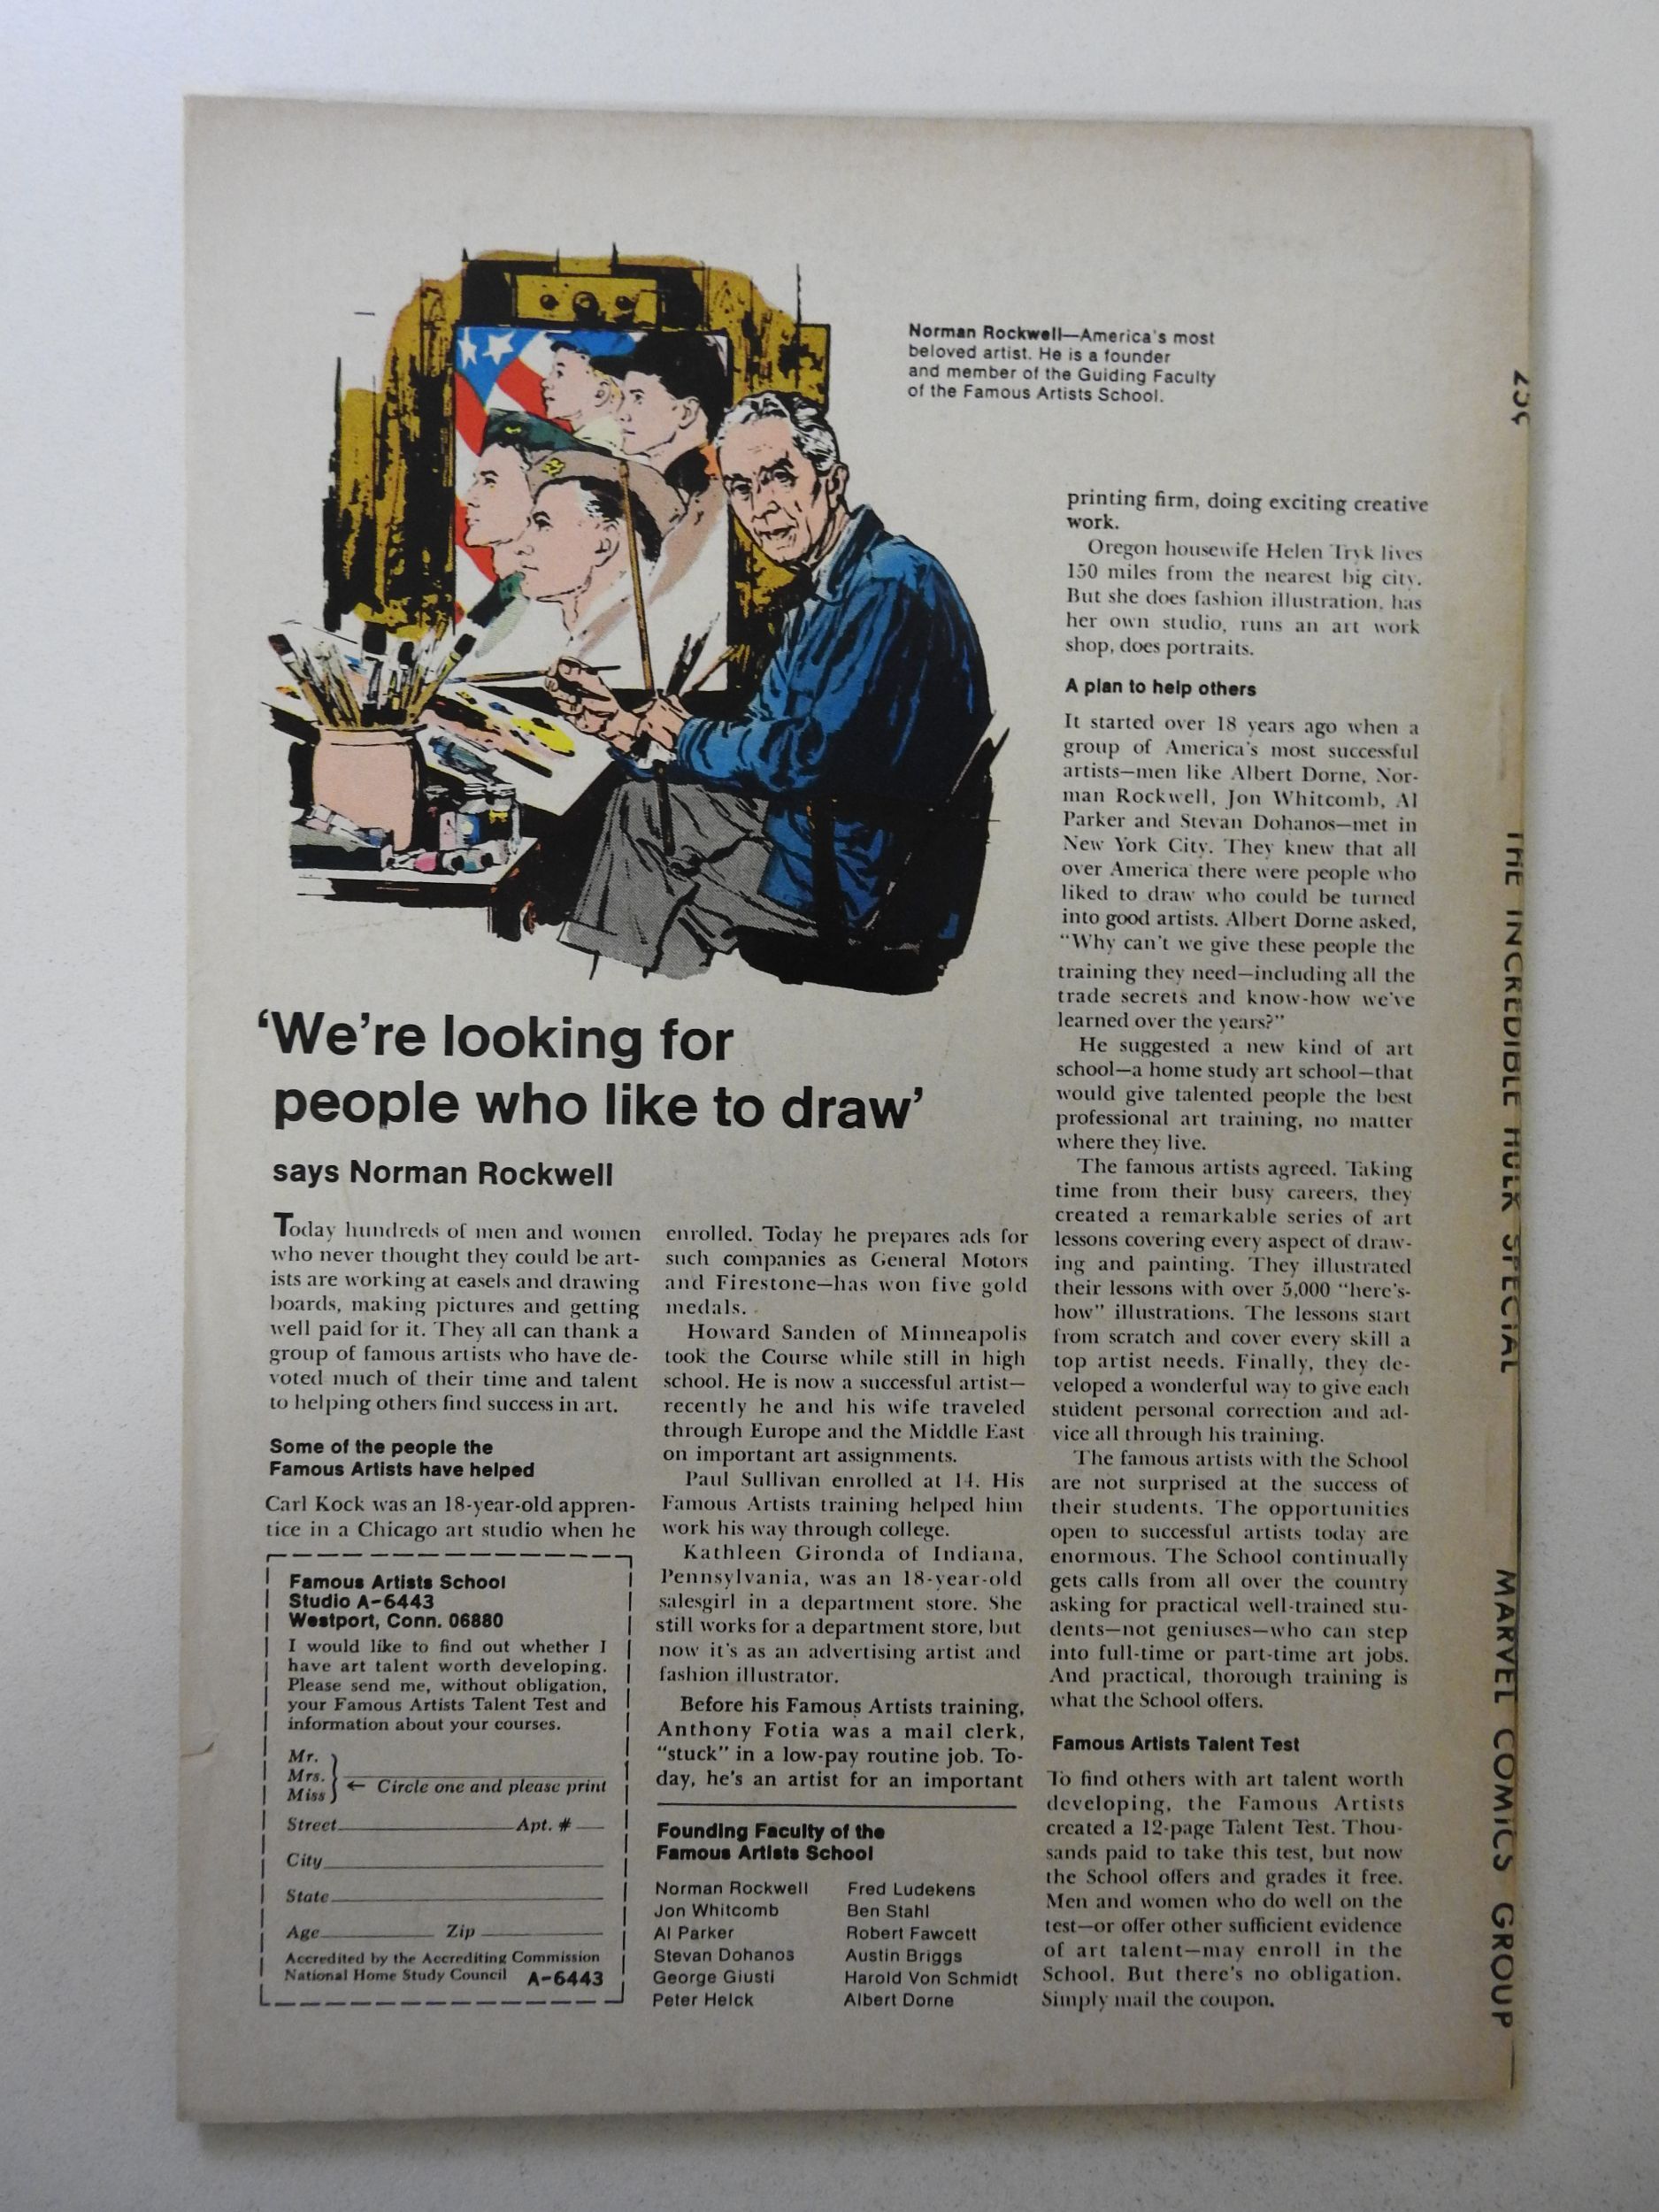 Norman Rockwell—America's most
beloved artist. He is a founder
and member of the Guiding Faculty
of the Famous Artists School.
'We're looking for
people who like to draw'
says Norman Rockwell
Today hundreds of men and women
who never thought they could be art-
ists are working at easels and drawing
boards, making pictures and getting
well paid for it. They all can thank a
group of famous artists who have de-
voted much of their time and talent
to helping others find success in art.
Some of the people the
Famous Artists have helped
Carl Kock was an 18-year-old appren-
tice in a Chicago art studio when he
enrolled. Today he prepares ads for
such companies as General Motors
and Firestone—has won five gold
medals.
Howard Sanden of Minneapolis
took the Course while still in high
school. He is now a successful artist—
recently he and his wife traveled
through Europe and the Middle East
on important art assignments.
Paul Sullivan enrolled at 14. His
Famous Artists training helped him
work his way through college.
Kathleen Gironda of Indiana,
Pennsylvania, was an 18-year-old
salesgirl in a department store. She
still works for a department store, but
now it's as an advertising artist and
fashion illustrator.
Before his Famous Artists training,
Anthony Fotia was a mail clerk,
"stuck" in a low-pay routine job. To-
day, he's an artist for an important
printing firm, doing exciting creative
work.
Oregon housewife Helen Tryk lives
150 miles from the nearest big city.
But she does fashion illustration, has
her own studio, runs an art work
shop, does portraits.
A plan to help others
It started over 18 years ago when a
group of America's most successful
artists—men like Albert Dorne, Nor-
man Rockwell, Jon Whitcomb, Al
Parker and Stevan Dohanos—met in
New York City. They knew that all
over America there were people who
liked to draw who could be turned
into good artists. Albert Dorne asked,
"Why can't we give these people the
training they need—including all the
trade secrets and know-how we've
learned over the years?"
He suggested a new kind of art
school—a home study art school—that
would give talented people the best
professional art training, no matter
where they live.
The famous artists agreed. Taking
time from their busy careers, they
created a remarkable series of art
lessons covering every aspect of draw-
ing and painting. They illustrated
their lessons with over 5,000 "here's-
how" illustrations. The lessons start
from scratch and cover every skill a
top artist needs. Finally, they de-
veloped a wonderful way to give each
student personal correction and ad-
vice all through his training.
The famous artists with the School
are not surprised at the success of
their students. The opportunities
open to successful artists today are
enormous. The School continually
gets calls from all over the country
asking for practical well-trained stu-
dents—not geniuses—who can step
into full-time or part-time art jobs.
And practical, thorough training is
what the School offers.
Famous Artists Talent Test
To find others with art talent worth
developing, the Famous Artists
created a 12-page Talent Test. Thou-
sands paid to take this test, but now
the School offers and grades it free.
Men and women who do well on the
test—or offer other sufficient evidence
of art talent—may enroll in the
School. But there's no obligation.
Simply mail the coupon.
Famous Artists School
Studio A-6443
Westport, Conn. 06880
I would like to find out whether I
have art talent worth developing.
Please send me, without obligation,
your Famous Artists Talent Test and
information about your courses.
Mr.
Mrs.
Miss
← Circle one and please print
Street Apt. #
City
State
Age Zip
Accredited by the Accrediting Commission
National Home Study Council A-6443
Founding Faculty of the
Famous Artists School
Norman Rockwell
Jon Whitcomb
Al Parker
Stevan Dohanos
George Giusti
Peter Helck
Fred Ludekens
Ben Stahl
Robert Fawcett
Austin Briggs
Harold Von Schmidt
Albert Dorne
25¢
THE INCREDIBLE HULK SPECIAL
MARVEL COMICS GROUP